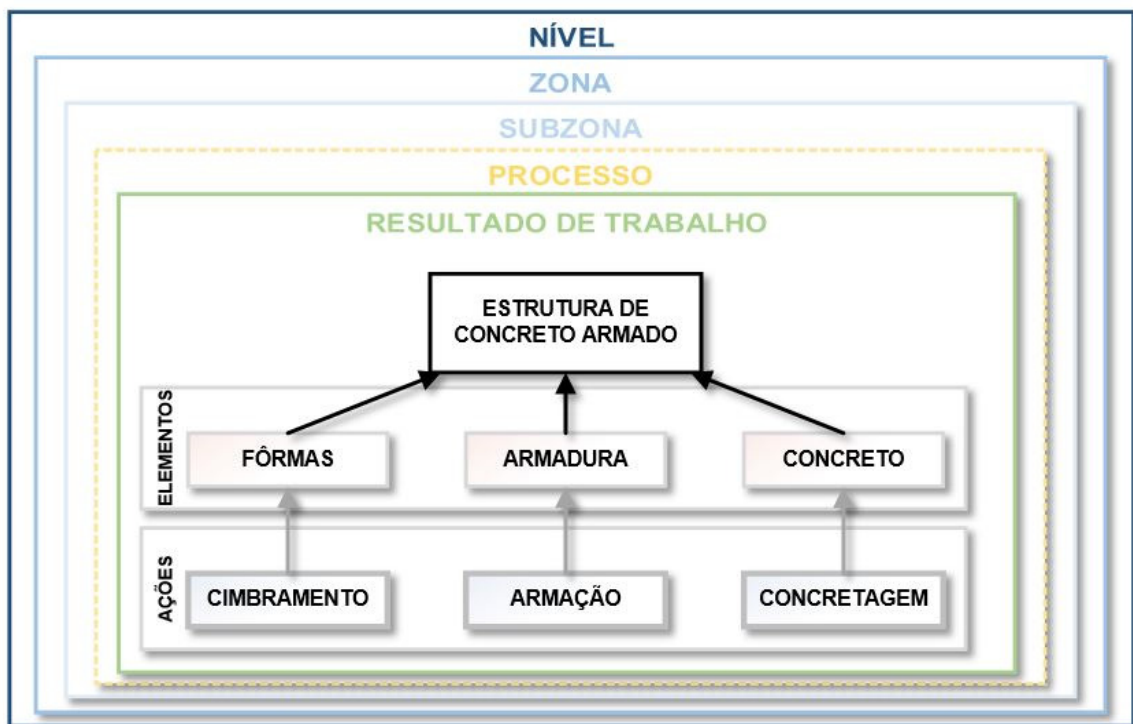 NÍVEL
ZONA
SUBZONA
PROCESSO
RESULTADO DE TRABALHO
ESTRUTURA DE
CONCRETO ARMADO
ELEMENTOS
FÔRMAS
ARMADURA
CONCRETO
AÇÕES
CIMBRAMENTO
ARMAÇÃO
CONCRETAGEM